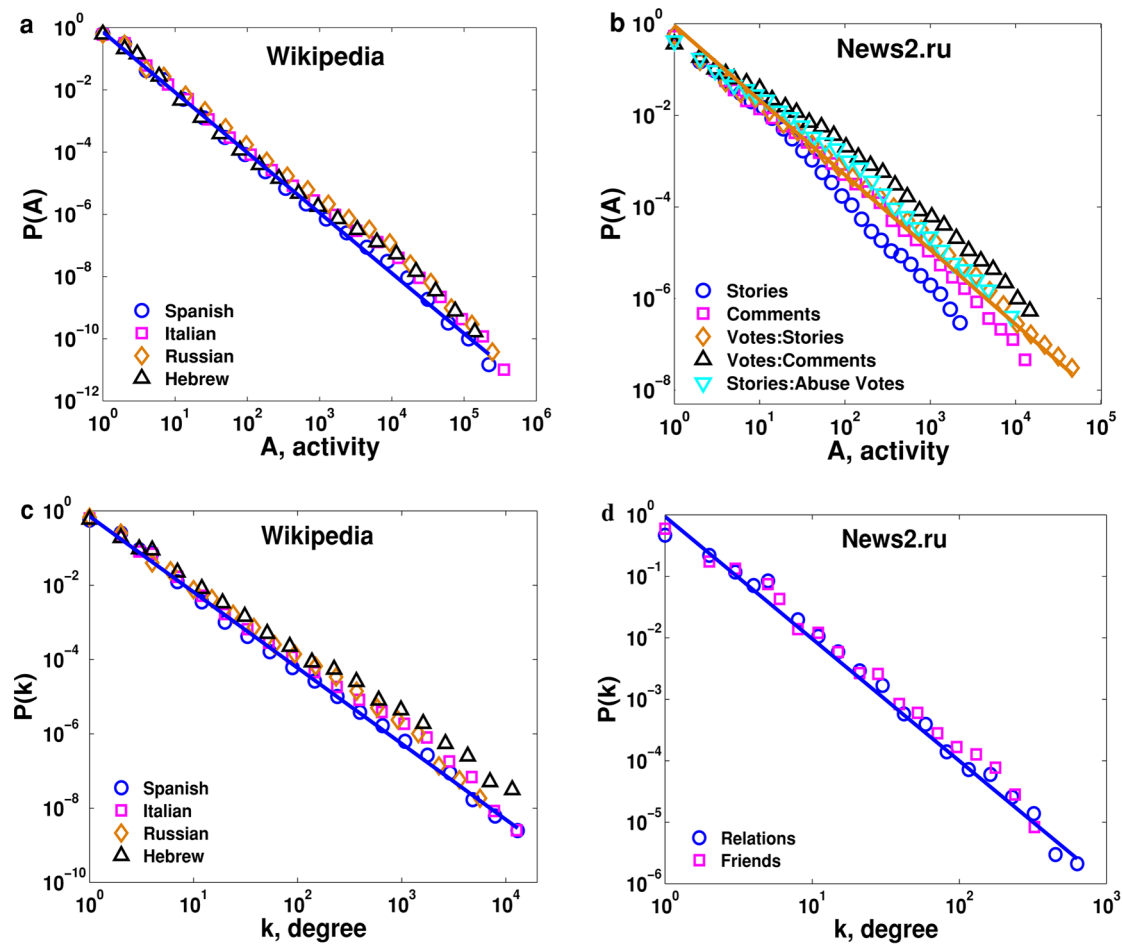 a
Wikipedia
P(A)
10^0
10^-2
10^-4
10^-6
10^-8
10^-10
10^-12
Spanish
Italian
Russian
Hebrew
10^0 10^1 10^2 10^3 10^4 10^5 10^6
A, activity
b
News2.ru
P(A)
10^0
10^-2
10^-4
10^-6
10^-8
Stories
Comments
Votes:Stories
Votes:Comments
Stories:Abuse Votes
10^0 10^1 10^2 10^3 10^4 10^5
A, activity
c
Wikipedia
P(k)
10^0
10^-2
10^-4
10^-6
10^-8
10^-10
Spanish
Italian
Russian
Hebrew
10^0 10^1 10^2 10^3 10^4
k, degree
d
News2.ru
P(k)
10^0
10^-1
10^-2
10^-3
10^-4
10^-5
10^-6
Relations
Friends
10^0 10^1 10^2 10^3
k, degree